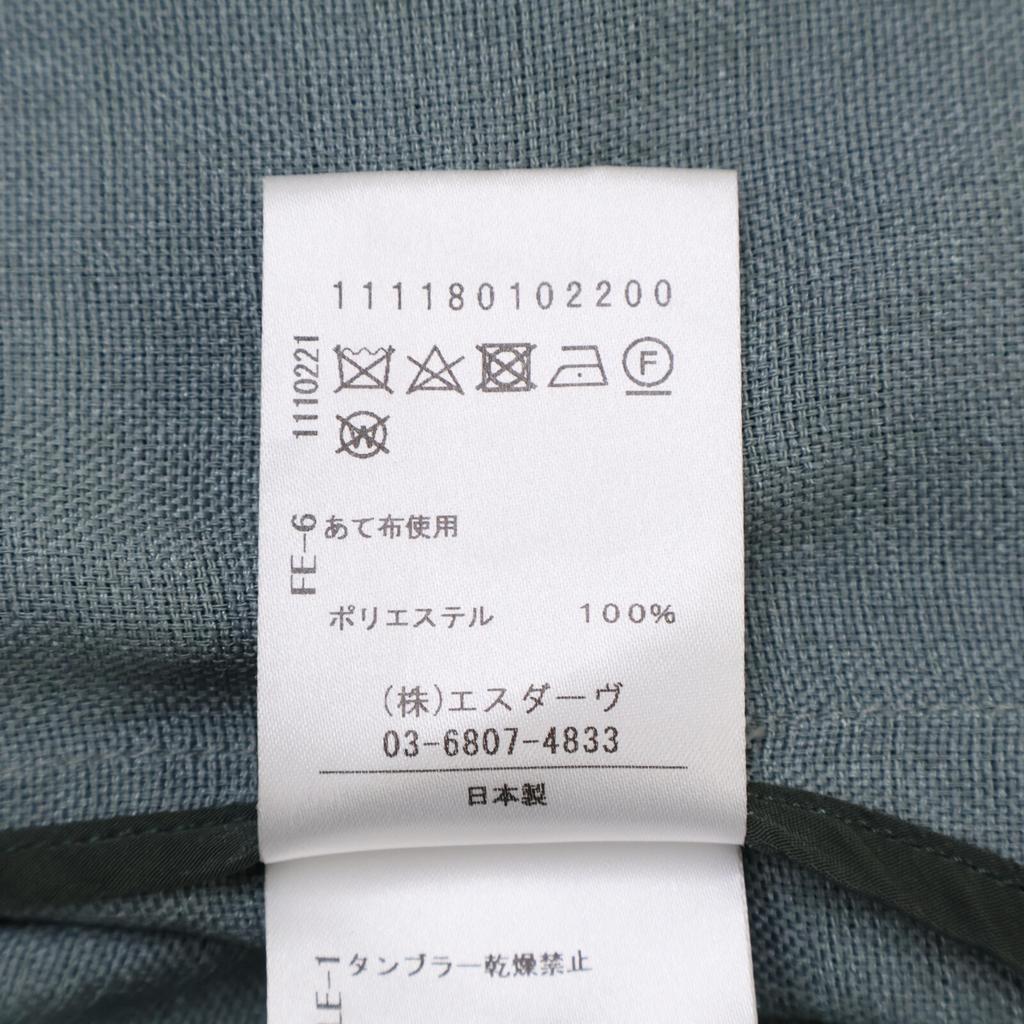 111180102200
1110221
F
W
FE-6
あて布使用
ポリエステル 100%
(株)エスダーヴ
03-6807-4833
日本製
LE-1
タンブラー乾燥禁止